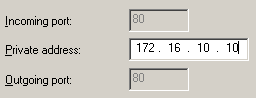 Incoming port: 80
Private address: 172 . 16 . 10 . 10
Outgoing port: 80